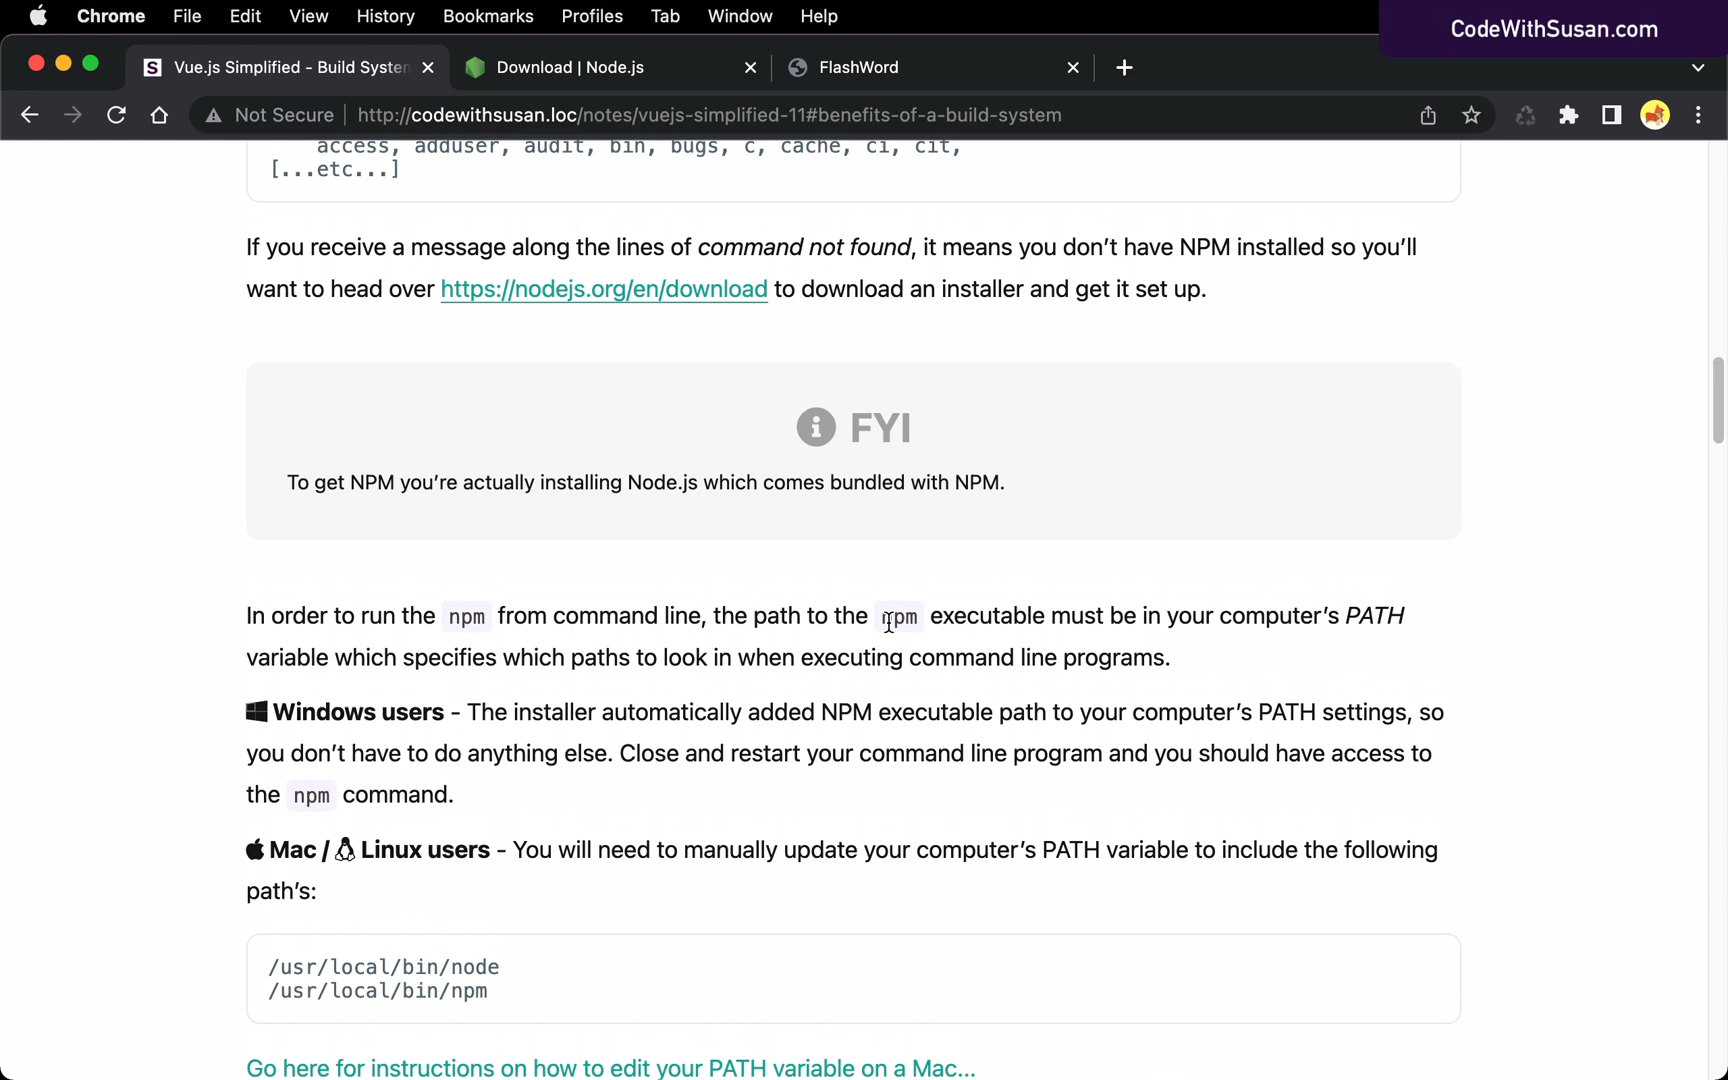 Chrome File Edit View History Bookmarks Profiles Tab Window Help
CodeWithSusan.com
Vue.js Simplified - Build System
Download | Node.js
FlashWord
Not Secure http://codewithsusan.loc/notes/vuejs-simplified-11#benefits-of-a-build-system
access, adduser, audit, bin, bugs, c, cache, ci, cit,
[...etc...]
If you receive a message along the lines of command not found, it means you don’t have NPM installed so you’ll
want to head over https://nodejs.org/en/download to download an installer and get it set up.
FYI
To get NPM you’re actually installing Node.js which comes bundled with NPM.
In order to run the npm from command line, the path to the npm executable must be in your computer’s PATH
variable which specifies which paths to look in when executing command line programs.
Windows users - The installer automatically added NPM executable path to your computer’s PATH settings, so
you don’t have to do anything else. Close and restart your command line program and you should have access to
the npm command.
Mac / Linux users - You will need to manually update your computer’s PATH variable to include the following
path’s:
/usr/local/bin/node
/usr/local/bin/npm
Go here for instructions on how to edit your PATH variable on a Mac...